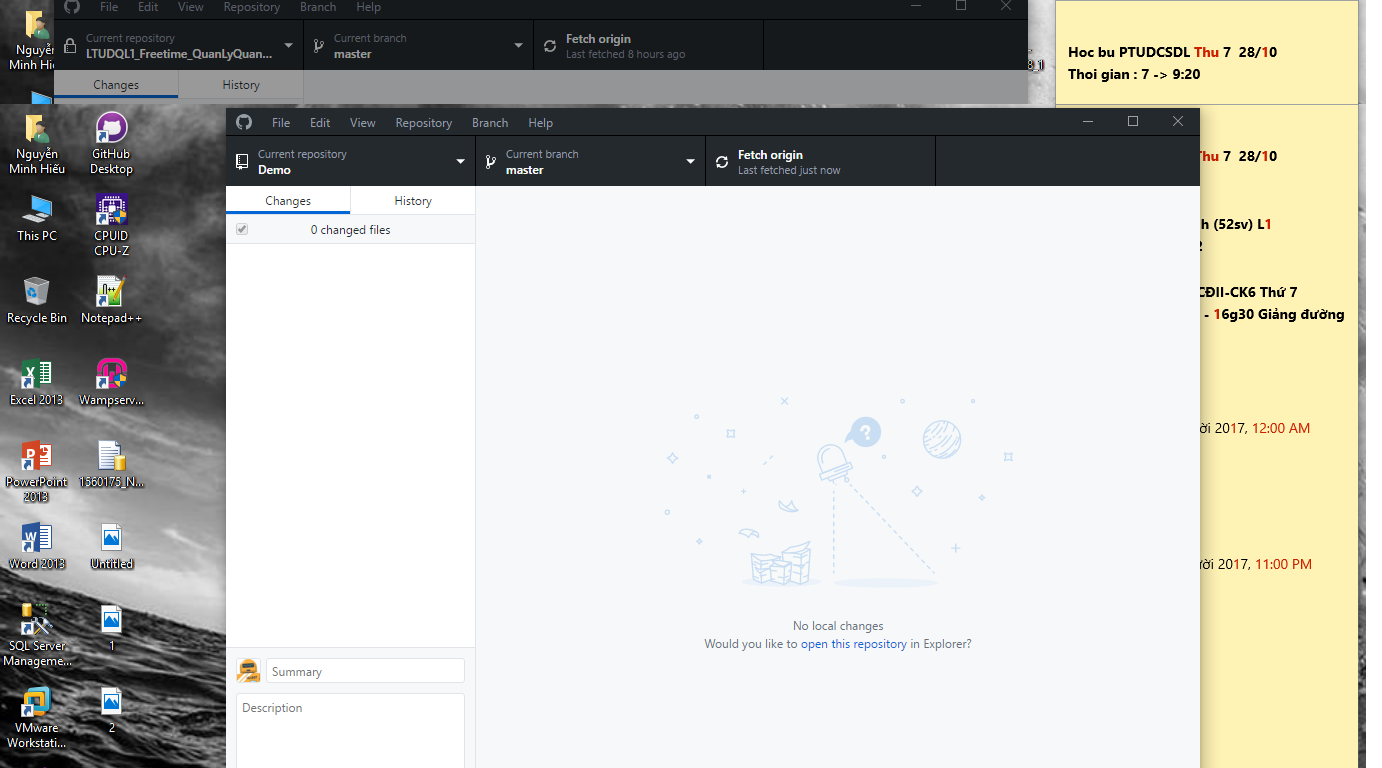 File Edit View Repository Branch Help
Current repository
LTUDQL1_Freetime_QuanLyQuan...
Current branch
master
Fetch origin
Last fetched 8 hours ago
Changes History
Nguyễn
Minh Hi
Hoc bu PTUDCSDL Thu 7 28/10
Thoi gian : 7 -> 9:20
File Edit View Repository Branch Help
Current repository
Demo
Current branch
master
Fetch origin
Last fetched just now
Changes History
0 changed files
No local changes
Would you like to open this repository in Explorer?
Summary
Description
Nguyễn
Minh Hiếu
GitHub
Desktop
This PC
CPUID
CPU-Z
Recycle Bin
Notepad++
Excel 2013
Wampserv...
PowerPoint
2013
1560175_N...
Word 2013
Untitled
SQL Server
Manageme...
1
VMware
Workstati...
2
Thu 7 28/10
h (52sv) L1
2
CĐII-CK6 Thứ 7
- 16g30 Giảng đường
ời 2017, 12:00 AM
ười 2017, 11:00 PM